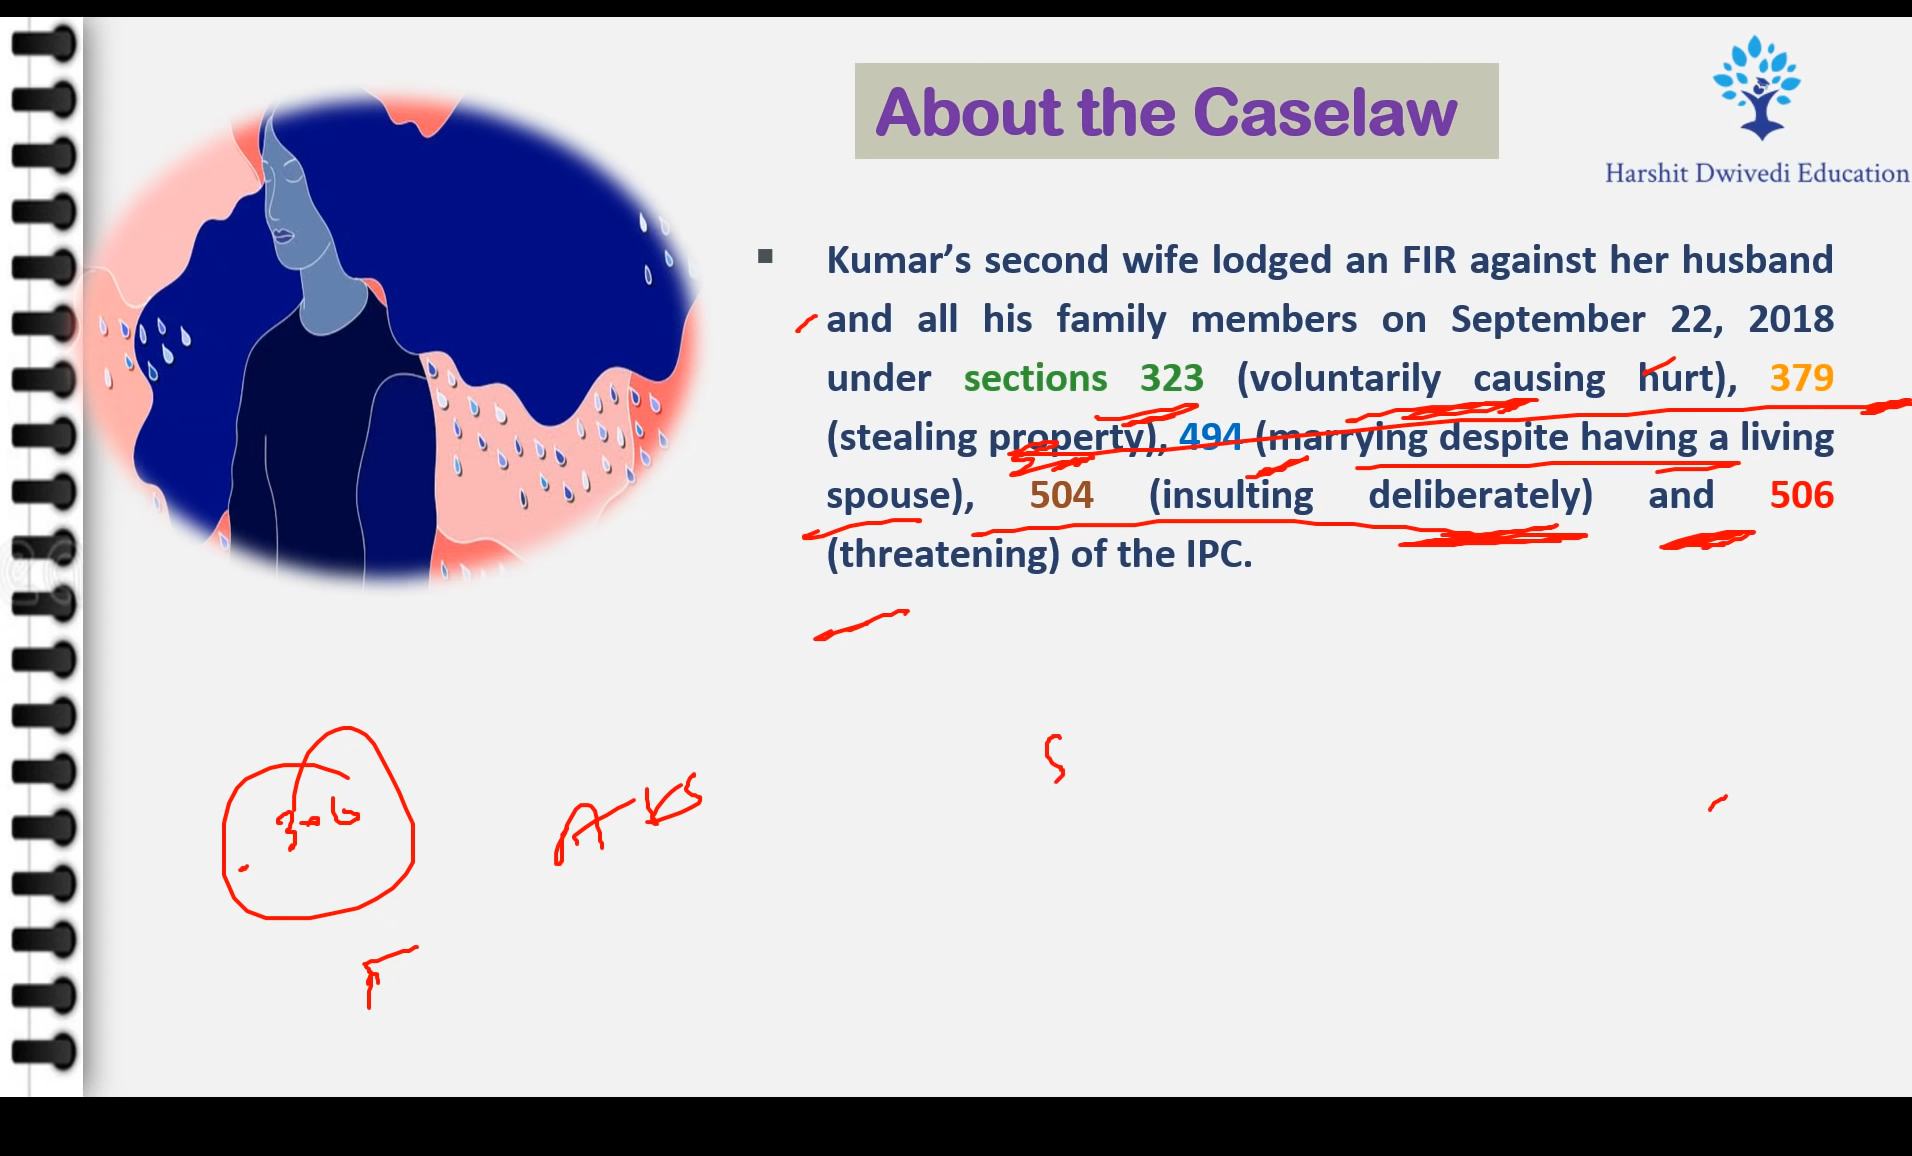 About the Caselaw
Harshit Dwivedi Education
▪ Kumar’s second wife lodged an FIR against her husband
and all his family members on September 22, 2018
under sections 323 (voluntarily causing hurt), 379
(stealing property), 494 (marrying despite having a living
spouse), 504 (insulting deliberately) and 506
(threatening) of the IPC.